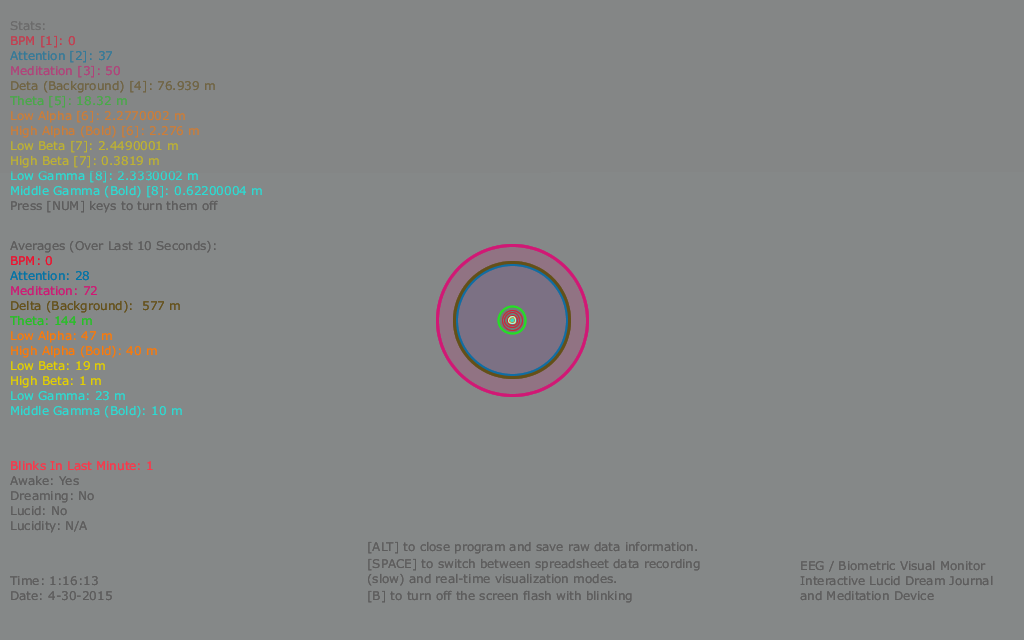 Stats:
BPM [1]: 0
Attention [2]: 37
Meditation [3]: 50
Deta (Background) [4]: 76.939 m
Theta [5]: 18.22 m
Low Alpha [6]: 2.2770002 m
High Alpha (Bold) [6]: 2.276 m
Low Beta [7]: 2.4490001 m
High Beta [7]: 0.3819 m
Low Gamma [8]: 2.3330002 m
Middle Gamma (Bold) [8]: 0.62200004 m
Press [NUM] keys to turn them off
Averages (Over Last 10 Seconds):
BPM: 0
Attention: 28
Meditation: 72
Delta (Background): 577 m
Theta: 144 m
Low Alpha: 47 m
High Alpha (Bold): 40 m
Low Beta: 19 m
High Beta: 1 m
Low Gamma: 23 m
Middle Gamma (Bold): 10 m
Blinks In Last Minute: 1
Awake: Yes
Dreaming: No
Lucid: No
Lucidity: N/A
Time: 1:16:13
Date: 4-30-2015
[ALT] to close program and save raw data information.
[SPACE] to switch between spreadsheet data recording
(slow) and real-time visualization modes.
[B] to turn off the screen flash with blinking
EEG / Biometric Visual Monitor
Interactive Lucid Dream Journal
and Meditation Device